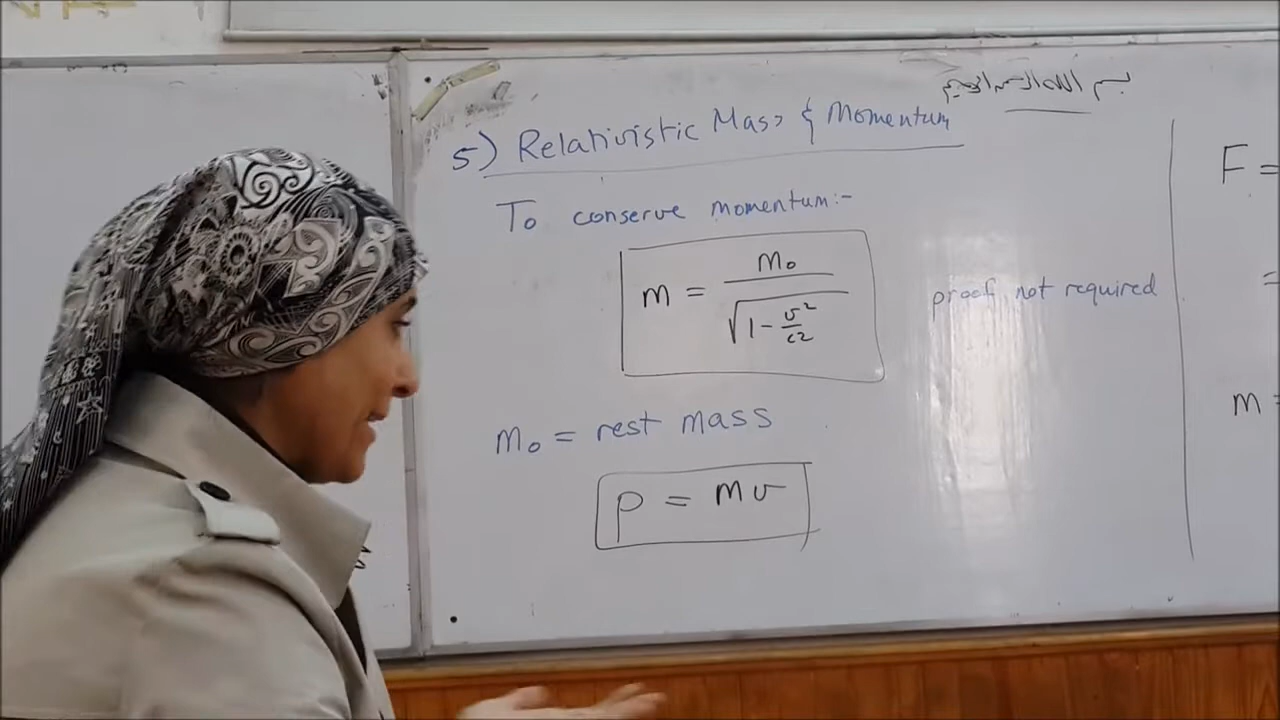 بسم الله الرحمن الرحيم
5) Relativistic Mass & Momentum
To conserve momentum:-
m = m₀ / √(1 - v²/c²)
proof not required
m₀ = rest mass
p = mv
F =
=
m =